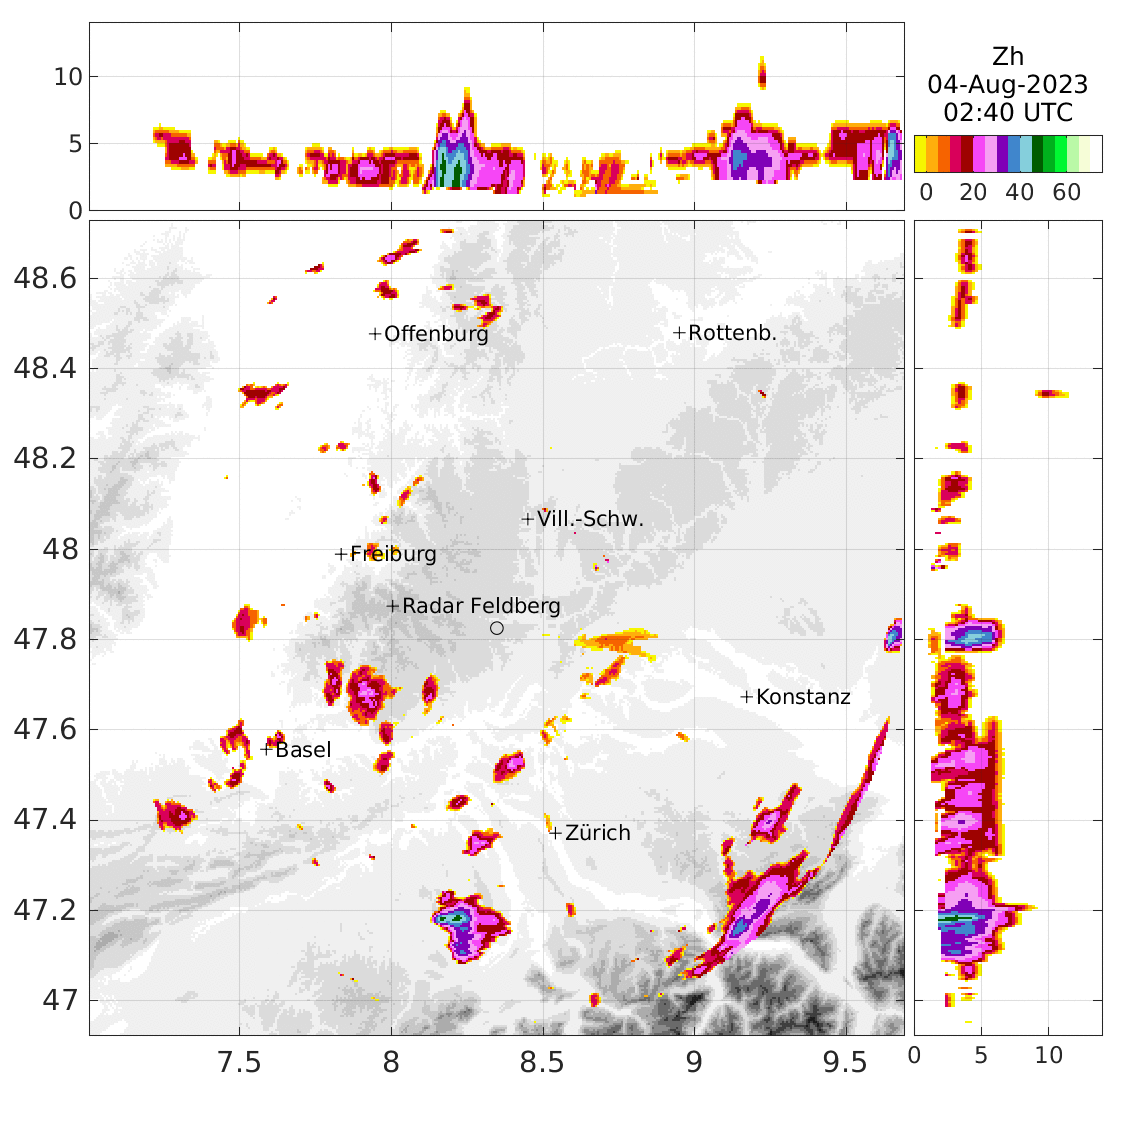 Zh
04-Aug-2023
02:40 UTC
10
5
0
0 20 40 60
48.6
48.4
48.2
48
47.8
47.6
47.4
47.2
47
+Offenburg
+Rottenb.
+Vill.-Schw.
+Freiburg
+Radar Feldberg
+Konstanz
+Basel
+Zürich
7.5 8 8.5 9 9.5
0 5 10